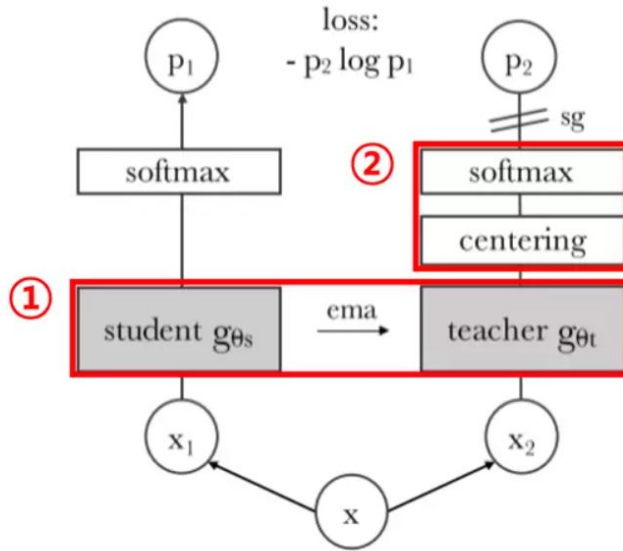 loss:
- p₂ log p₁
p₁
p₂
sg
②
softmax
softmax
centering
①
student gθs
ema
teacher gθt
x₁
x₂
x